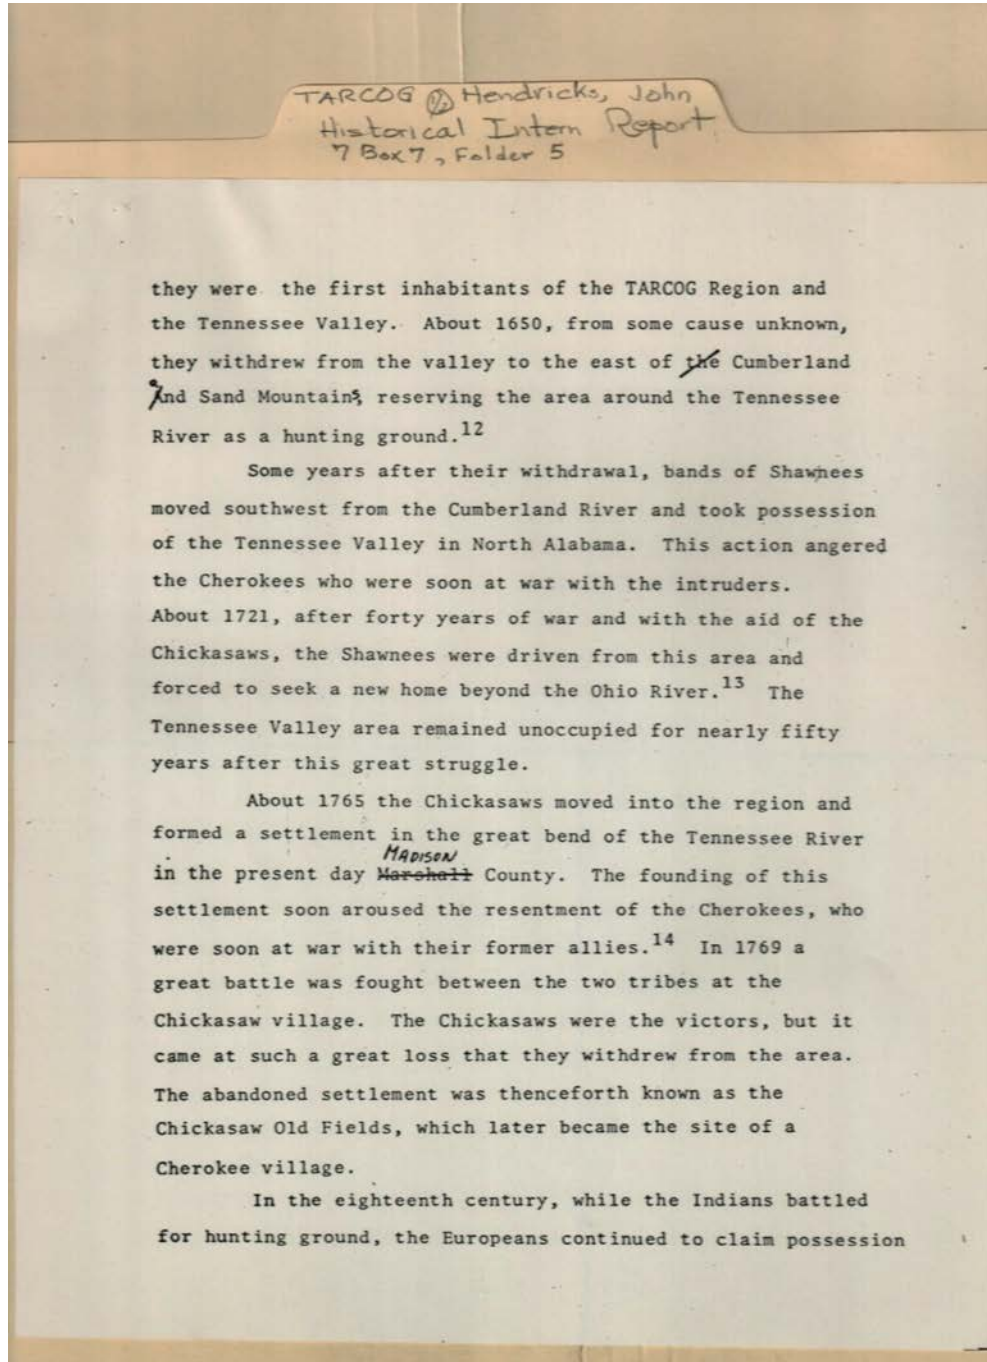 TARCOG Hendricks, John
Historical Intern Report
7 Box 7, Folder 5
they were the first inhabitants of the TARCOG Region and
the Tennessee Valley. About 1650, from some cause unknown,
they withdrew from the valley to the east of the Cumberland
and Sand Mountains, reserving the area around the Tennessee
River as a hunting ground.12
Some years after their withdrawal, bands of Shawnees
moved southwest from the Cumberland River and took possession
of the Tennessee Valley in North Alabama. This action angered
the Cherokees who were soon at war with the intruders.
About 1721, after forty years of war and with the aid of the
Chickasaws, the Shawnees were driven from this area and
forced to seek a new home beyond the Ohio River.13 The
Tennessee Valley area remained unoccupied for nearly fifty
years after this great struggle.
About 1765 the Chickasaws moved into the region and
formed a settlement in the great bend of the Tennessee River
MADISON
in the present day Marshall County. The founding of this
settlement soon aroused the resentment of the Cherokees, who
were soon at war with their former allies.14 In 1769 a
great battle was fought between the two tribes at the
Chickasaw village. The Chickasaws were the victors, but it
came at such a great loss that they withdrew from the area.
The abandoned settlement was thenceforth known as the
Chickasaw Old Fields, which later became the site of a
Cherokee village.
In the eighteenth century, while the Indians battled
for hunting ground, the Europeans continued to claim possession